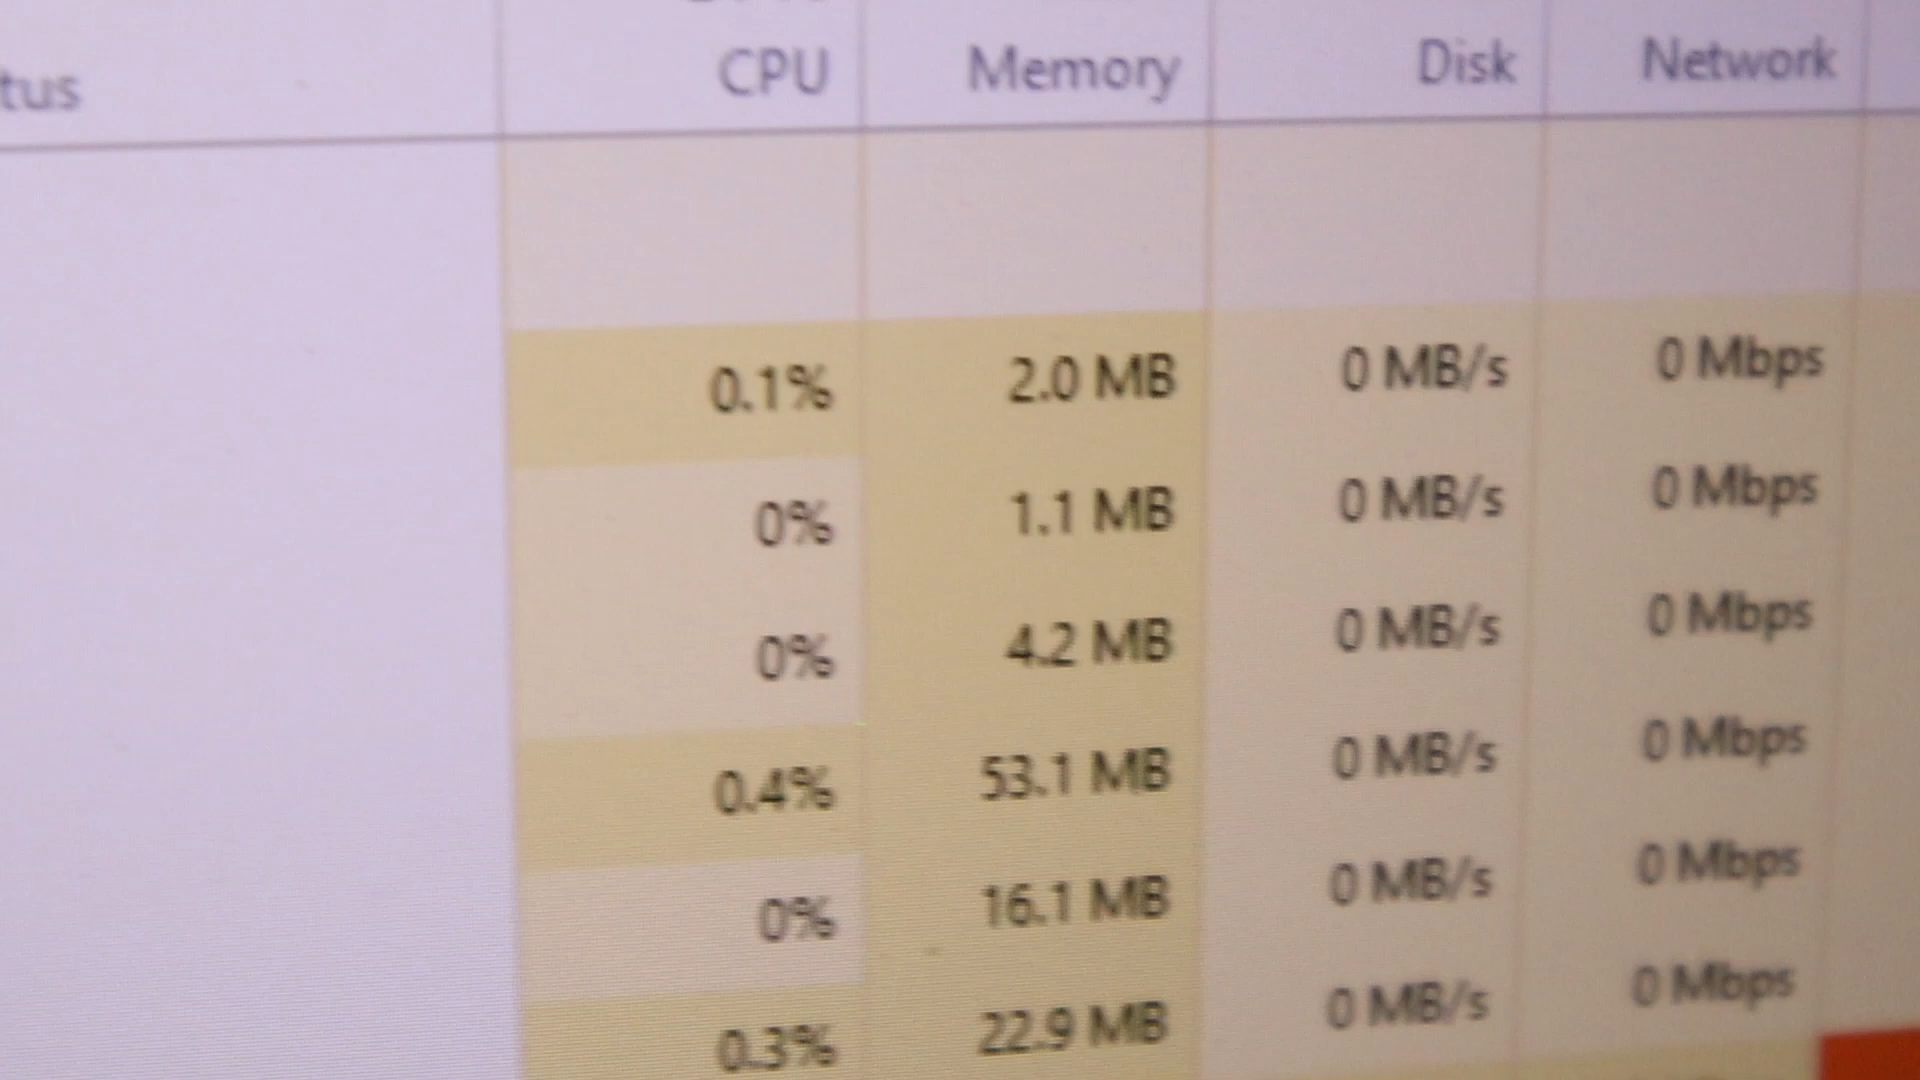 tus CPU Memory Disk Network
0.1% 2.0 MB 0 MB/s 0 Mbps
0% 1.1 MB 0 MB/s 0 Mbps
0% 4.2 MB 0 MB/s 0 Mbps
0.4% 53.1 MB 0 MB/s 0 Mbps
0% 16.1 MB 0 MB/s 0 Mbps
0.3% 22.9 MB 0 MB/s 0 Mbps